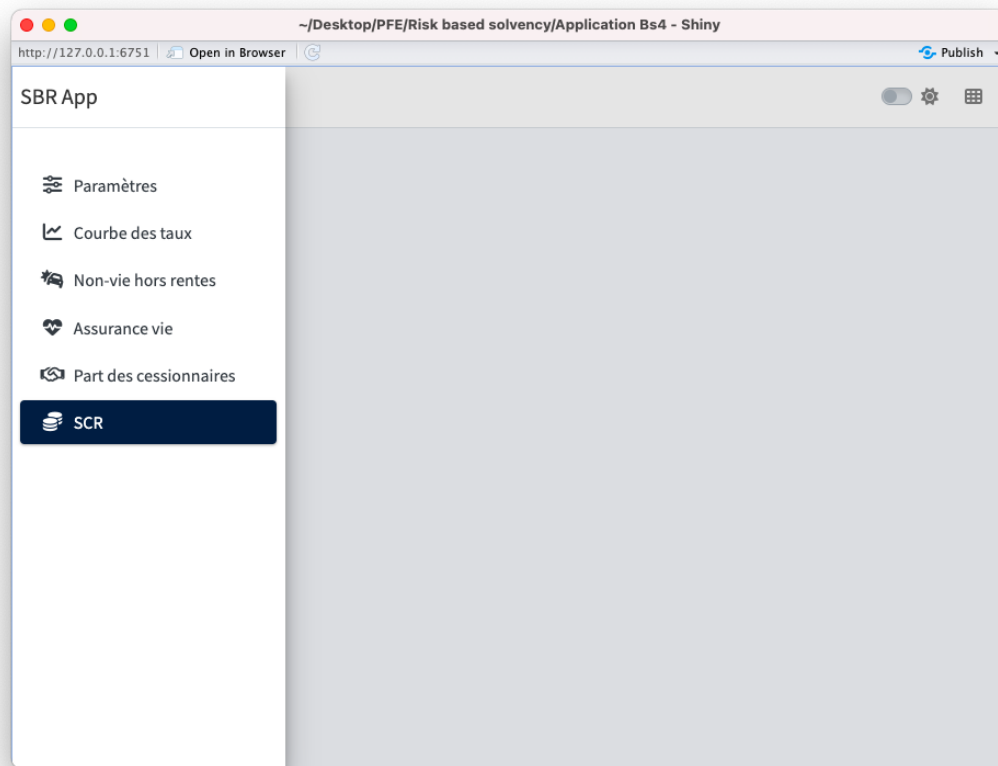 ~/Desktop/PFE/Risk based solvency/Application Bs4 - Shiny
http://127.0.0.1:6751 Open in Browser Publish
SBR App
Paramètres
Courbe des taux
Non-vie hors rentes
Assurance vie
Part des cessionnaires
SCR